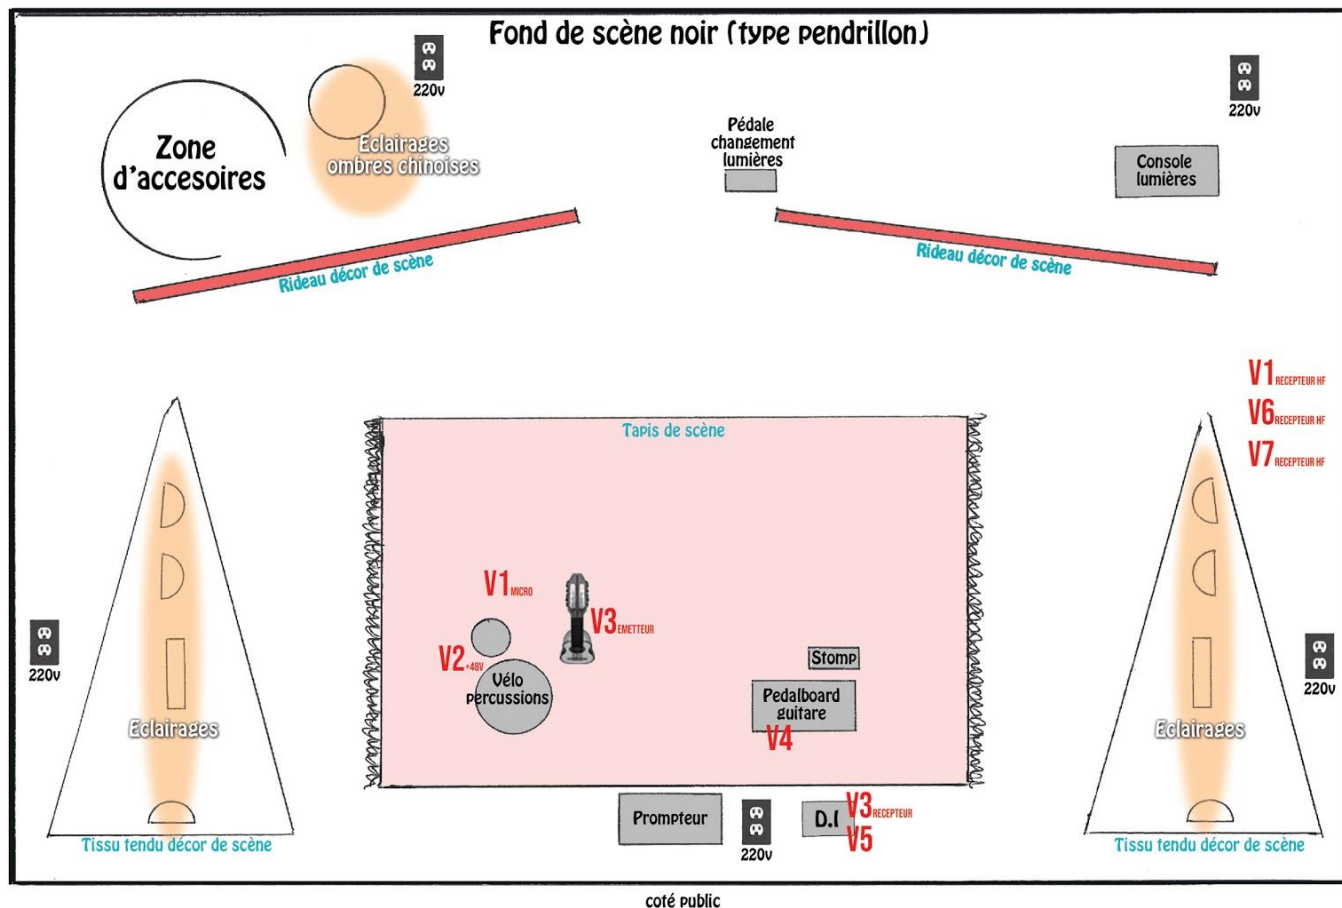 Fond de scène noir (type pendrillon)
220v
220v
Zone
d'accesoires
Eclairages
ombres chinoises
Pédale
changement
lumières
Console
lumières
Rideau décor de scène
Rideau décor de scène
V1 RECEPTEUR HF
V6 RECEPTEUR HF
V7 RECEPTEUR HF
Tapis de scène
V1 MICRO
V3 EMETTEUR
V2 +48V
Vélo
percussions
Stomp
Pedalboard
guitare
V4
220v
220v
Eclairages
Eclairages
Prompteur
220v
D.I
V3 RECEPTEUR
V5
Tissu tendu décor de scène
Tissu tendu décor de scène
coté public